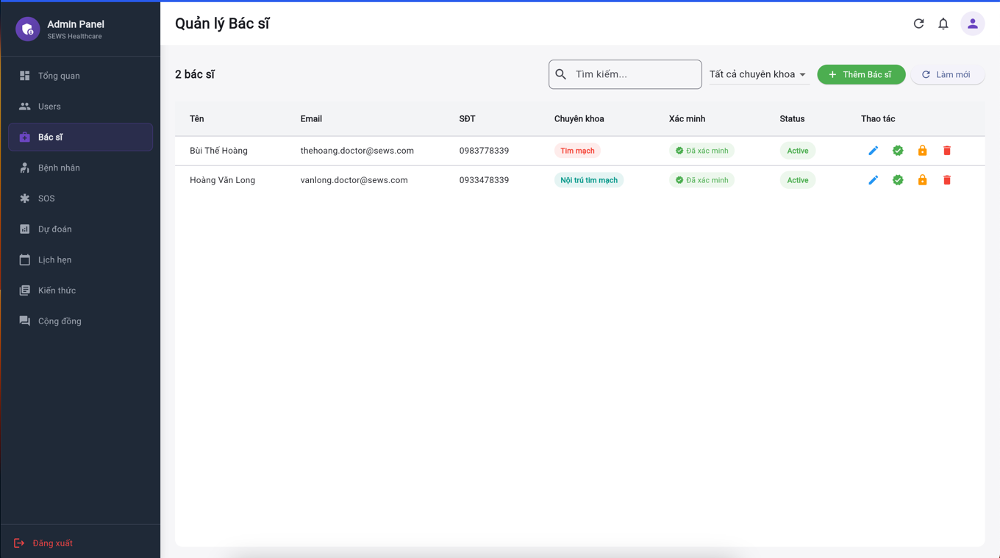 Admin Panel
SEWS Healthcare
Tổng quan
Users
Bác sĩ
Bệnh nhân
SOS
Dự đoán
Lịch hẹn
Kiến thức
Cộng đồng
Đăng xuất
Quản lý Bác sĩ
2 bác sĩ
Tìm kiếm...
Tất cả chuyên khoa
Thêm Bác sĩ
Làm mới
Tên Email SĐT Chuyên khoa Xác minh Status Thao tác
Bùi Thế Hoàng thehoang.doctor@sews.com 0983778339 Tim mạch Đã xác minh Active
Hoàng Văn Long vanlong.doctor@sews.com 0933478339 Nội trú tim mạch Đã xác minh Active